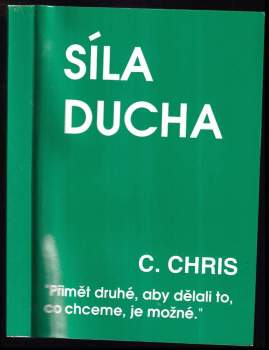 SÍLA
DUCHA
C. CHRIS
"Přimět druhé, aby dělali to,
co chceme, je možné."